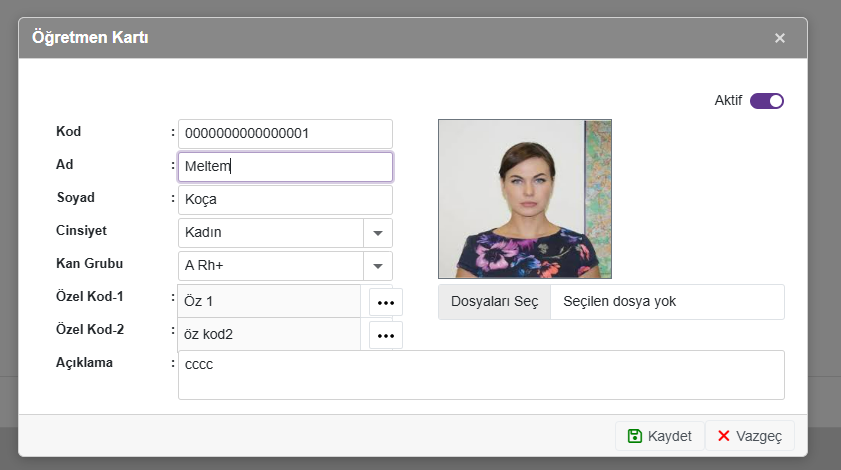 Öğretmen Kartı ×
Aktif
Kod : 0000000000000001
Ad : Meltem
Soyad : Koça
Cinsiyet Kadın
Kan Grubu A Rh+
Özel Kod-1 : Öz 1 •••
Dosyaları Seç Seçilen dosya yok
Özel Kod-2 : öz kod2 •••
Açıklama : cccc
Kaydet Vazgeç